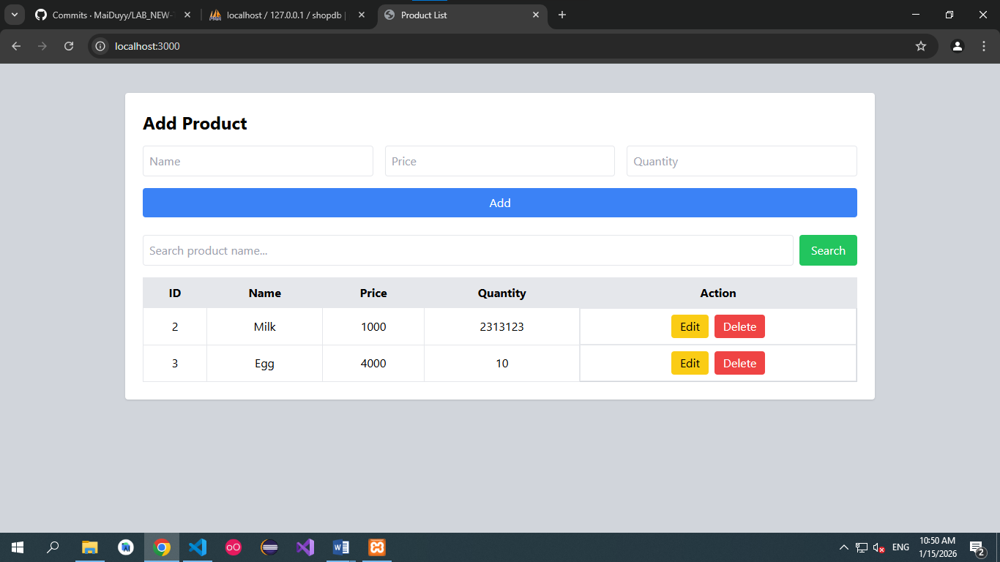 Commits · MaiDuyy/LAB_NEW-
localhost / 127.0.0.1 / shopdb |
Product List
localhost:3000
Add Product
Name Price Quantity
Add
Search product name... Search
ID Name Price Quantity Action
2 Milk 1000 2313123 Edit Delete
3 Egg 4000 10 Edit Delete
ENG
10:50 AM
1/15/2026
2